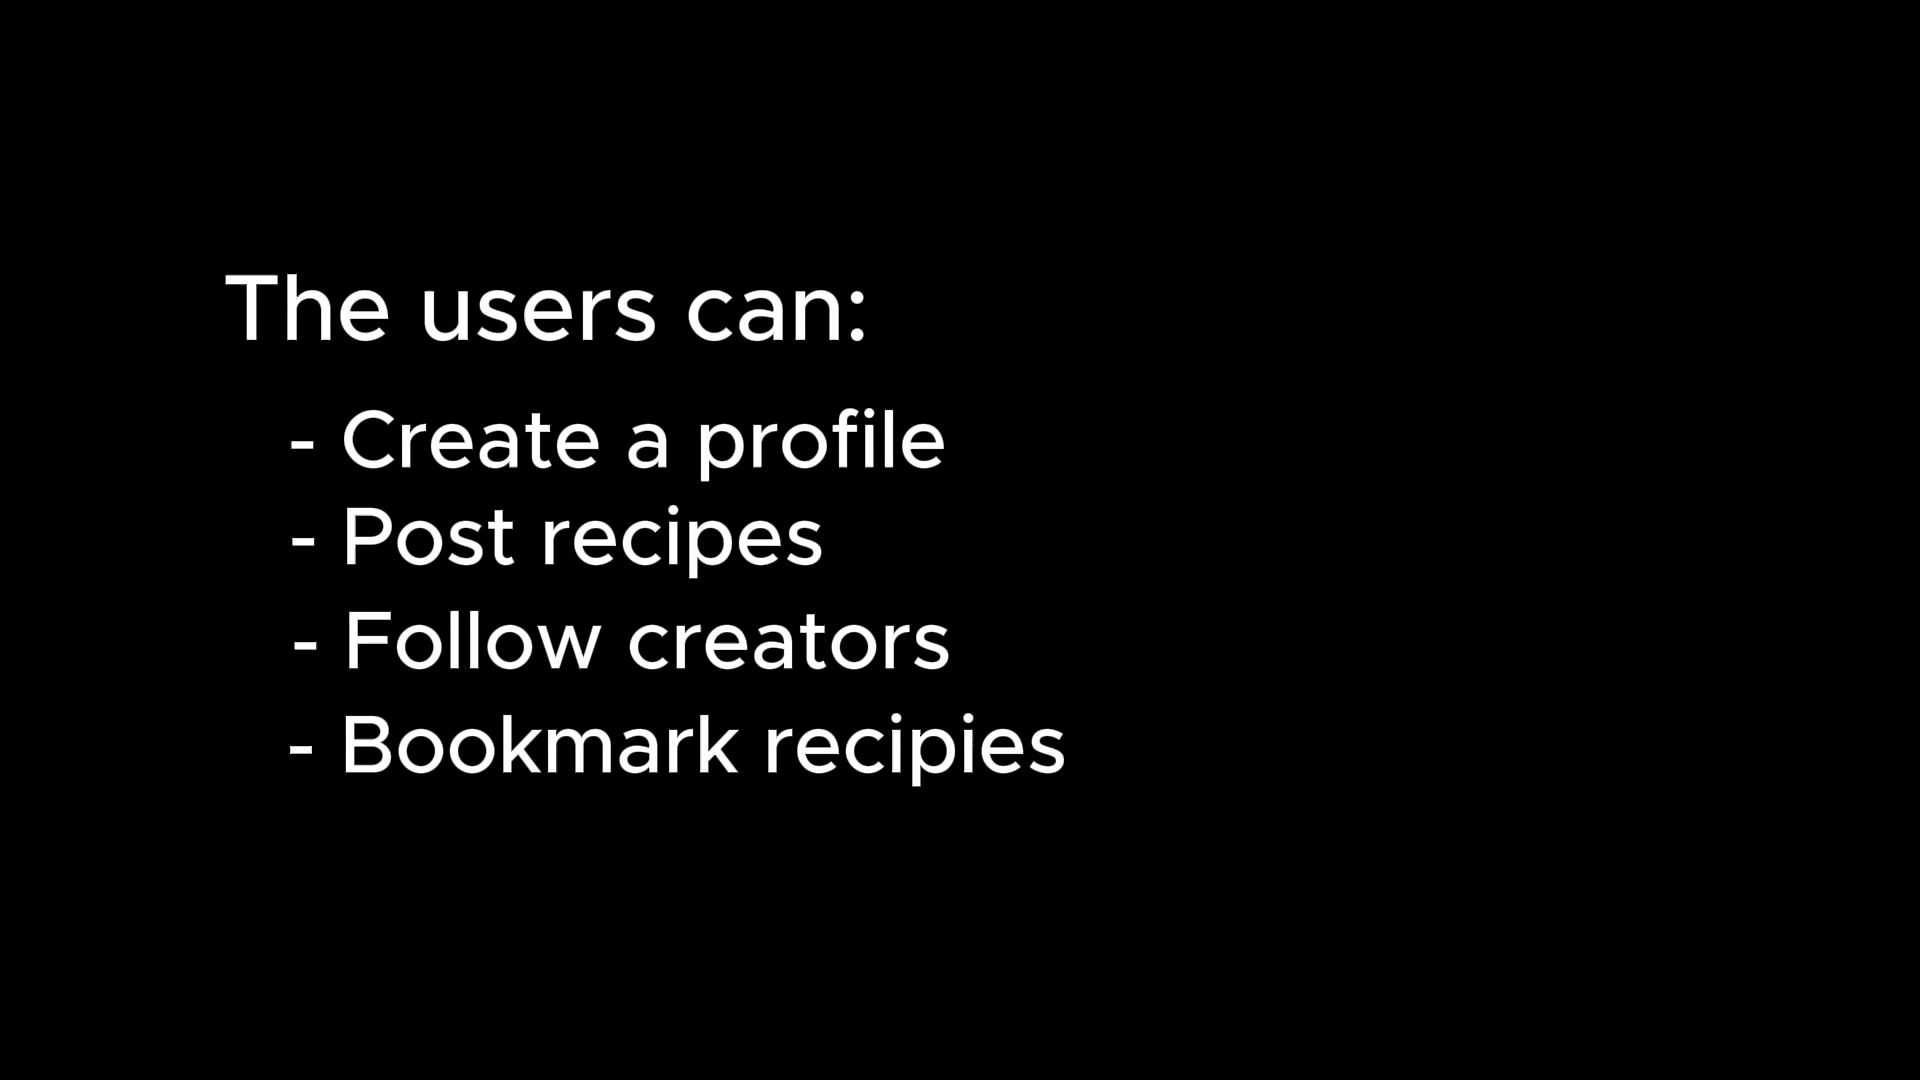 The users can:
- Create a profile
- Post recipes
- Follow creators
- Bookmark recipies